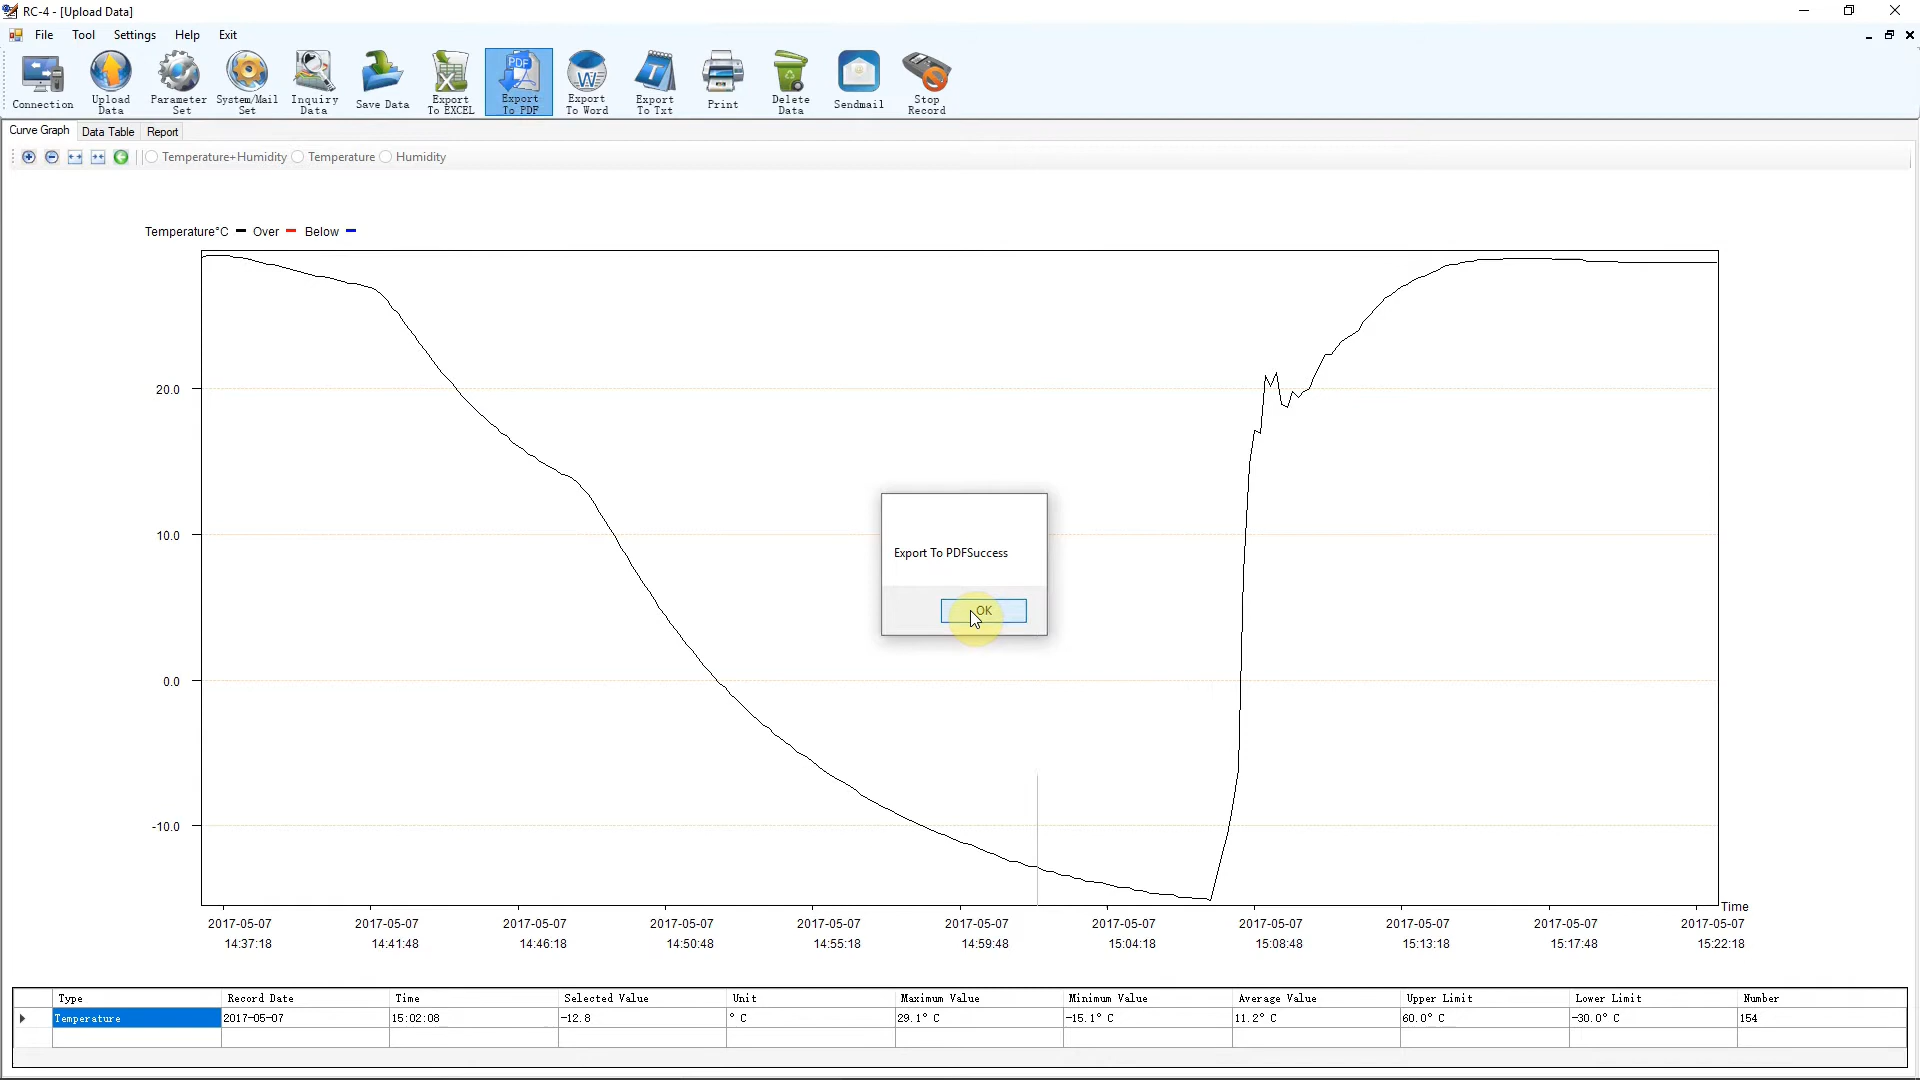 RC-4 - [Upload Data]
File Tool Settings Help Exit
Connection
Upload
Data
Parameter
Set
System/Mail
Set
Inquiry
Data
Save Data
Export
To EXCEL
PDF
Export
To PDF
W
Export
To Word
T
Export
To Txt
Print
Delete
Data
Sendmail
Stop
Record
Curve Graph Data Table Report
Temperature+Humidity Temperature Humidity
Temperature°C Over Below
20.0
10.0
0.0
-10.0
Export To PDFSuccess
OK
Time
2017-05-07 2017-05-07 2017-05-07 2017-05-07 2017-05-07 2017-05-07 2017-05-07 2017-05-07 2017-05-07 2017-05-07 2017-05-07
14:37:18 14:41:48 14:46:18 14:50:48 14:55:18 14:59:48 15:04:18 15:08:48 15:13:18 15:17:48 15:22:18
Type Record Date Time Selected Value Unit Maximum Value Minimum Value Average Value Upper Limit Lower Limit Number
Temperature 2017-05-07 15:02:08 -12.8 ° C 29.1° C -15.1° C 11.2° C 60.0° C -30.0° C 154